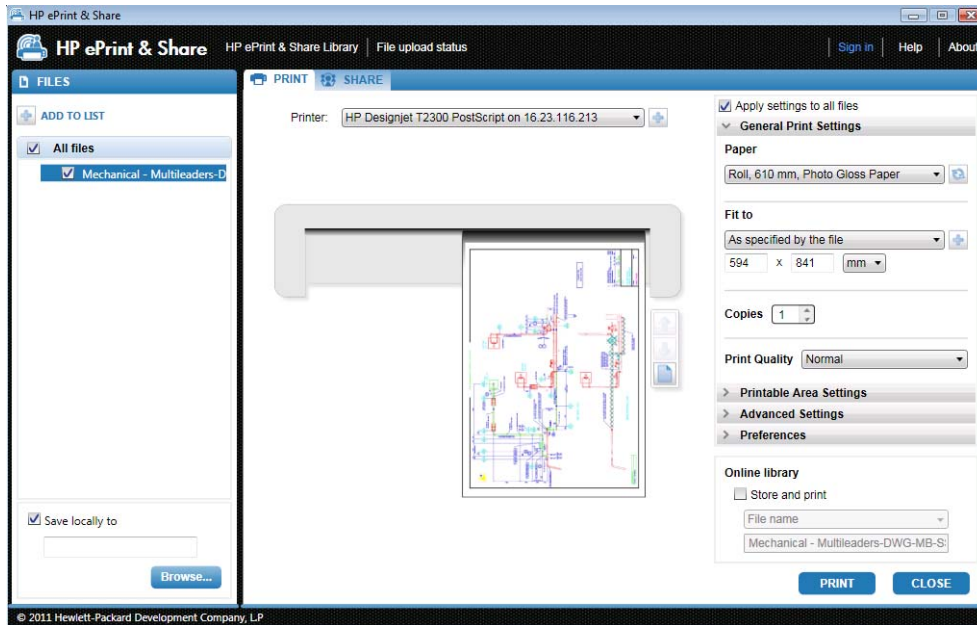 HP ePrint & Share
HP ePrint & Share
HP ePrint & Share Library
File upload status
Sign in
Help
About
FILES
ADD TO LIST
All files
Mechanical - Multileaders-D
Save locally to
Browse...
PRINT
SHARE
Printer:
HP Designjet T2300 PostScript on 16.23.116.213
Apply settings to all files
General Print Settings
Paper
Roll, 610 mm, Photo Gloss Paper
Fit to
As specified by the file
594 x 841 mm
Copies 1
Print Quality Normal
Printable Area Settings
Advanced Settings
Preferences
Online library
Store and print
File name
Mechanical - Multileaders-DWG-MB-S
PRINT
CLOSE
© 2011 Hewlett-Packard Development Company, L.P